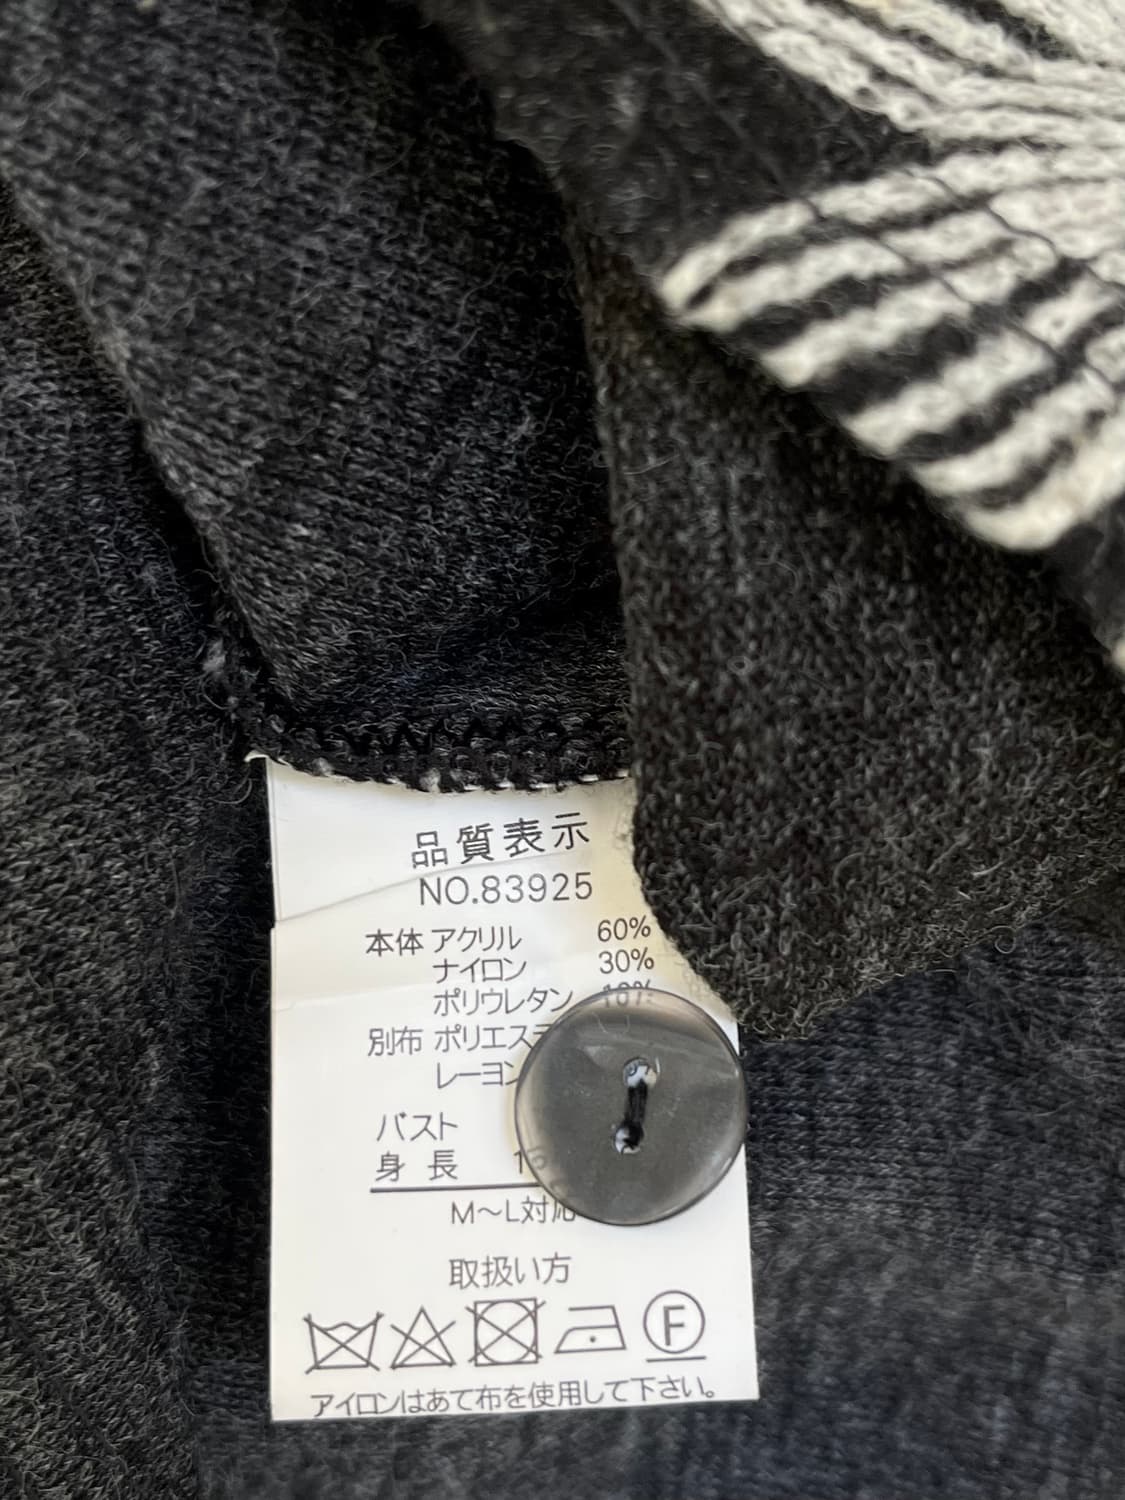 品質表示
NO.83925
本体 アクリル 60%
ナイロン 30%
ポリウレタン 10%
別布 ポリエス
レーヨン
バスト
身長
M〜L対応
取扱い方
F
アイロンはあて布を使用して下さい。